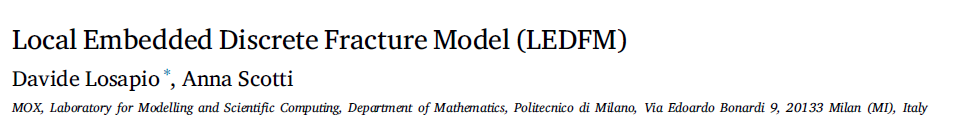 Local Embedded Discrete Fracture Model (LEDFM)
Davide Losapio *, Anna Scotti
MOX, Laboratory for Modelling and Scientific Computing, Department of Mathematics, Politecnico di Milano, Via Edoardo Bonardi 9, 20133 Milan (MI), Italy